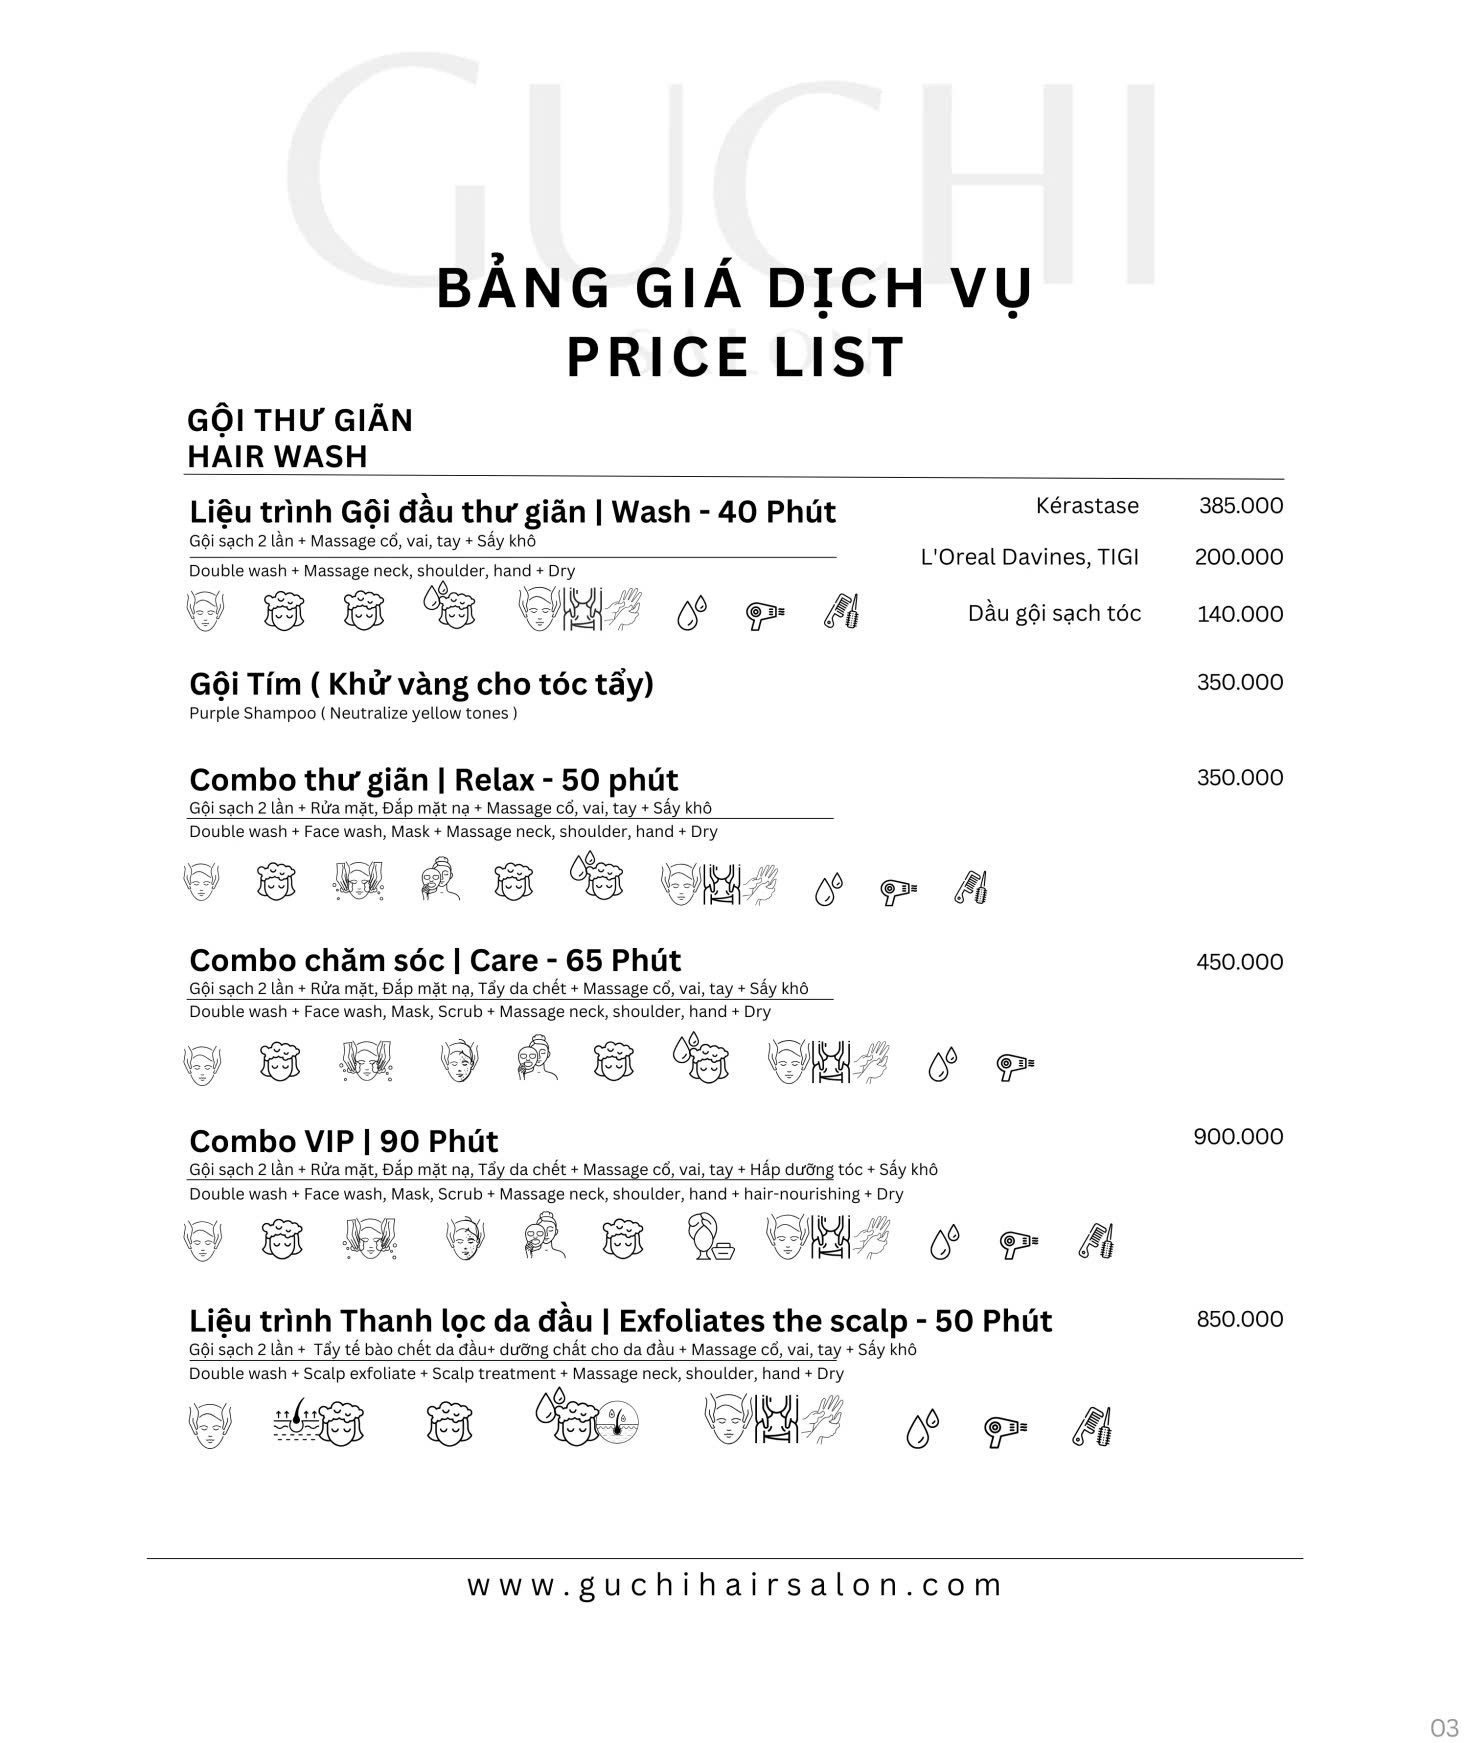 GUCHI
SALON
BẢNG GIÁ DỊCH VỤ
PRICE LIST
GỘI THƯ GIÃN
HAIR WASH
Liệu trình Gội đầu thư giãn | Wash - 40 Phút
Gội sạch 2 lần + Massage cổ, vai, tay + Sấy khô
Double wash + Massage neck, shoulder, hand + Dry
Kérastase 385.000
L'Oreal Davines, TIGI 200.000
Dầu gội sạch tóc 140.000
Gội Tím ( Khử vàng cho tóc tẩy) 350.000
Purple Shampoo ( Neutralize yellow tones )
Combo thư giãn | Relax - 50 phút 350.000
Gội sạch 2 lần + Rửa mặt, Đắp mặt nạ + Massage cổ, vai, tay + Sấy khô
Double wash + Face wash, Mask + Massage neck, shoulder, hand + Dry
Combo chăm sóc | Care - 65 Phút 450.000
Gội sạch 2 lần + Rửa mặt, Đắp mặt nạ, Tẩy da chết + Massage cổ, vai, tay + Sấy khô
Double wash + Face wash, Mask, Scrub + Massage neck, shoulder, hand + Dry
Combo VIP | 90 Phút 900.000
Gội sạch 2 lần + Rửa mặt, Đắp mặt nạ, Tẩy da chết + Massage cổ, vai, tay + Hấp dưỡng tóc + Sấy khô
Double wash + Face wash, Mask, Scrub + Massage neck, shoulder, hand + hair-nourishing + Dry
Liệu trình Thanh lọc da đầu | Exfoliates the scalp - 50 Phút 850.000
Gội sạch 2 lần + Tẩy tế bào chết da đầu+ dưỡng chất cho da đầu + Massage cổ, vai, tay + Sấy khô
Double wash + Scalp exfoliate + Scalp treatment + Massage neck, shoulder, hand + Dry
www.guchihairsalon.com
03